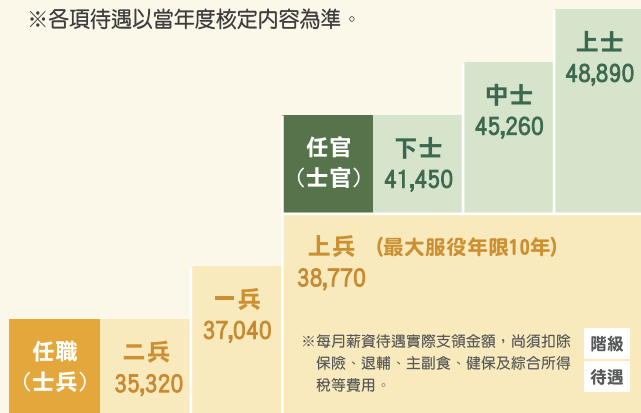 ※各項待遇以當年度核定內容為準。
上士
48,890
中士
45,260
任官
（士官）
下士
41,450
上兵 (最大服役年限10年)
38,770
一兵
37,040
任職
（士兵）
二兵
35,320
※每月薪資待遇實際支領金額，尚須扣除
保險、退輔、主副食、健保及綜合所得
稅等費用。
階級
待遇